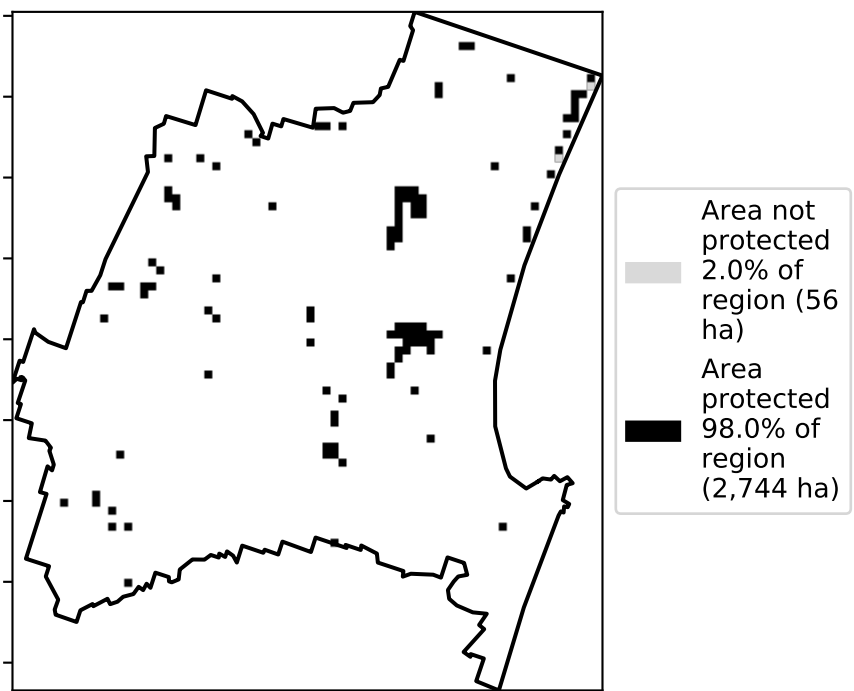 Area not
protected
2.0% of
region (56
ha)
Area
protected
98.0% of
region
(2,744 ha)